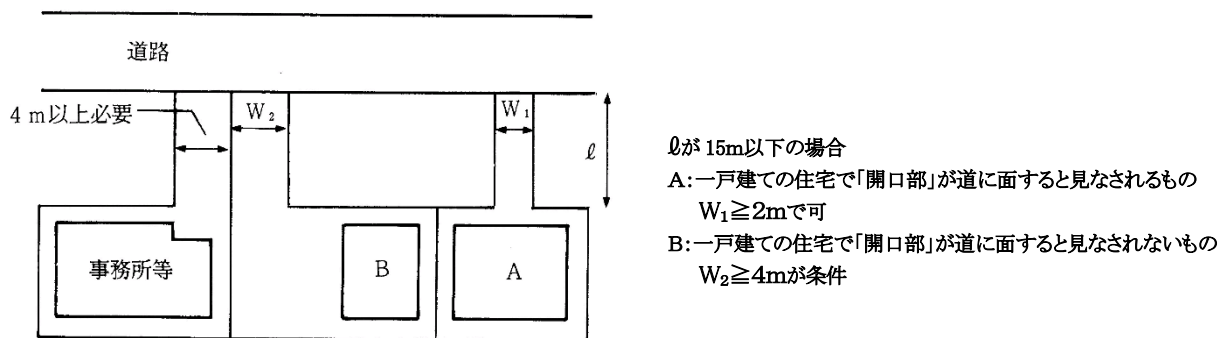 道路
4 m以上必要
W₂
W₁
ℓ
事務所等
B
A
ℓが 15m以下の場合
A:一戸建ての住宅で「開口部」が道に面すると見なされるもの
W₁≧2mで可
B:一戸建ての住宅で「開口部」が道に面すると見なされないもの
W₂≧4mが条件